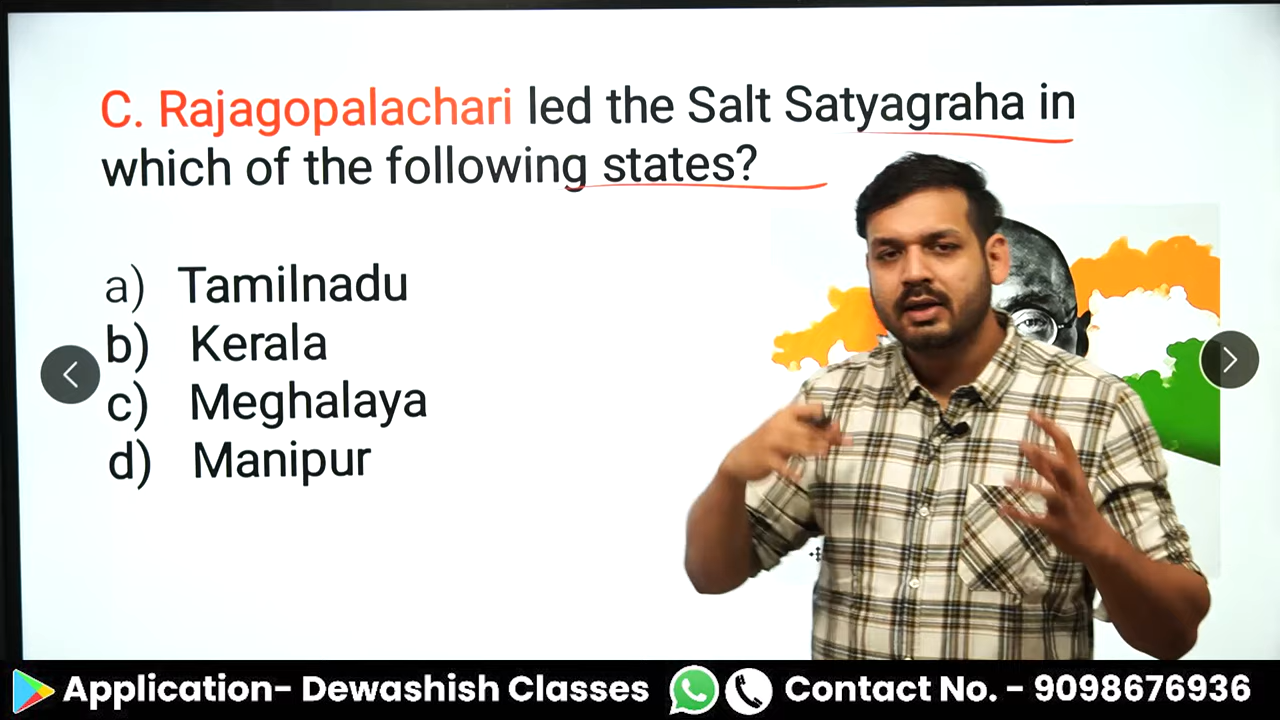 C. Rajagopalachari led the Salt Satyagraha in
which of the following states?
a) Tamilnadu
b) Kerala
c) Meghalaya
d) Manipur
Application- Dewashish Classes Contact No. - 9098676936